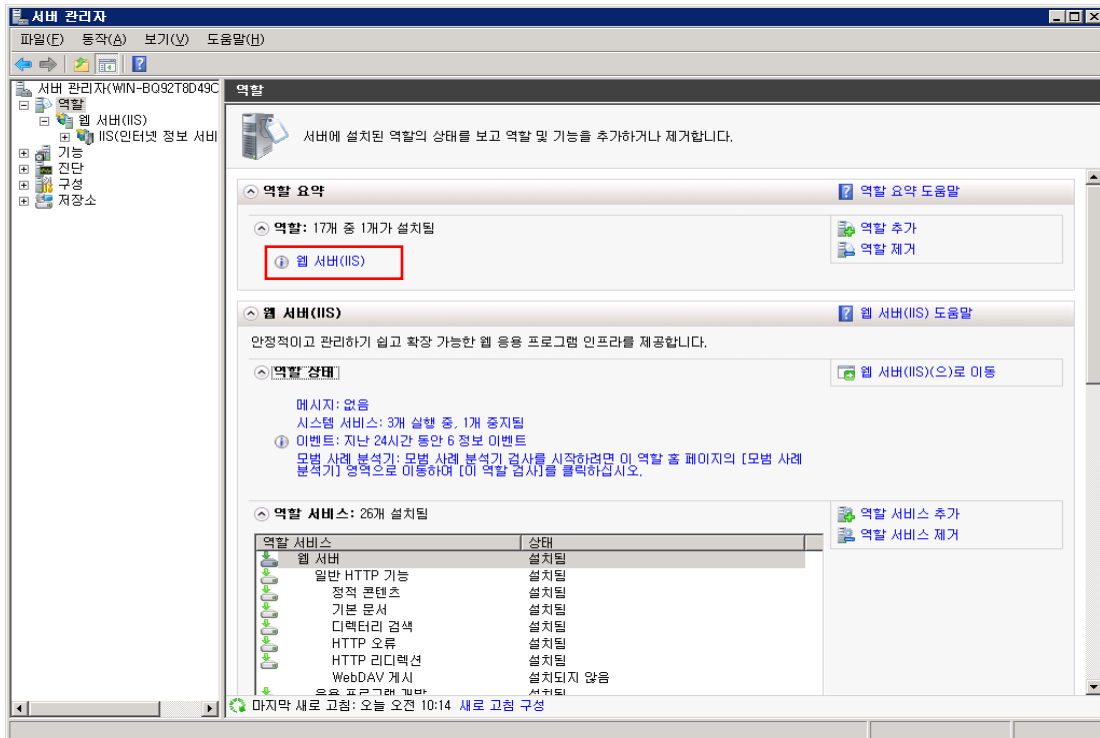 서버 관리자
파일(F) 동작(A) 보기(V) 도움말(H)
서버 관리자(WIN-BQ92T8D49C
역할
웹 서버(IIS)
IIS(인터넷 정보 서비
기능
진단
구성
저장소
역할
서버에 설치된 역할의 상태를 보고 역할 및 기능을 추가하거나 제거합니다.
역할 요약
역할 요약 도움말
역할: 17개 중 1개가 설치됨
역할 추가
역할 제거
웹 서버(IIS)
웹 서버(IIS)
웹 서버(IIS) 도움말
안정적이고 관리하기 쉽고 확장 가능한 웹 응용 프로그램 인프라를 제공합니다.
역할 상태
웹 서버(IIS)(으)로 이동
메시지: 없음
시스템 서비스: 3개 실행 중, 1개 중지됨
이벤트: 지난 24시간 동안 6 정보 이벤트
모범 사례 분석기: 모범 사례 분석기 검사를 시작하려면 이 역할 홈 페이지의 [모범 사례
분석기] 영역으로 이동하여 [이 역할 검사]를 클릭하십시오.
역할 서비스: 26개 설치됨
역할 서비스 추가
역할 서비스 제거
역할 서비스 상태
웹 서버 설치됨
일반 HTTP 기능 설치됨
정적 콘텐츠 설치됨
기본 문서 설치됨
디렉터리 검색 설치됨
HTTP 오류 설치됨
HTTP 리디렉션 설치됨
WebDAV 게시 설치되지 않음
응용 프로그램 개발 설치됨
마지막 새로 고침: 오늘 오전 10:14 새로 고침 구성